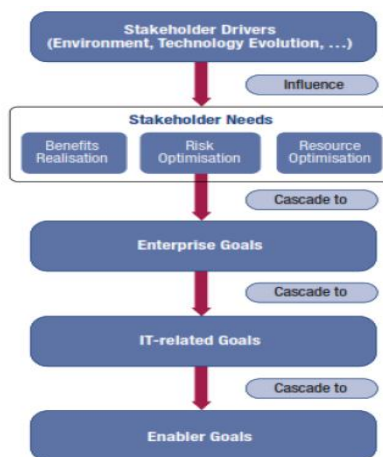 Stakeholder Drivers
(Environment, Technology Evolution, ...)
Influence
Stakeholder Needs
Benefits
Realisation
Risk
Optimisation
Resource
Optimisation
Cascade to
Enterprise Goals
Cascade to
IT-related Goals
Cascade to
Enabler Goals